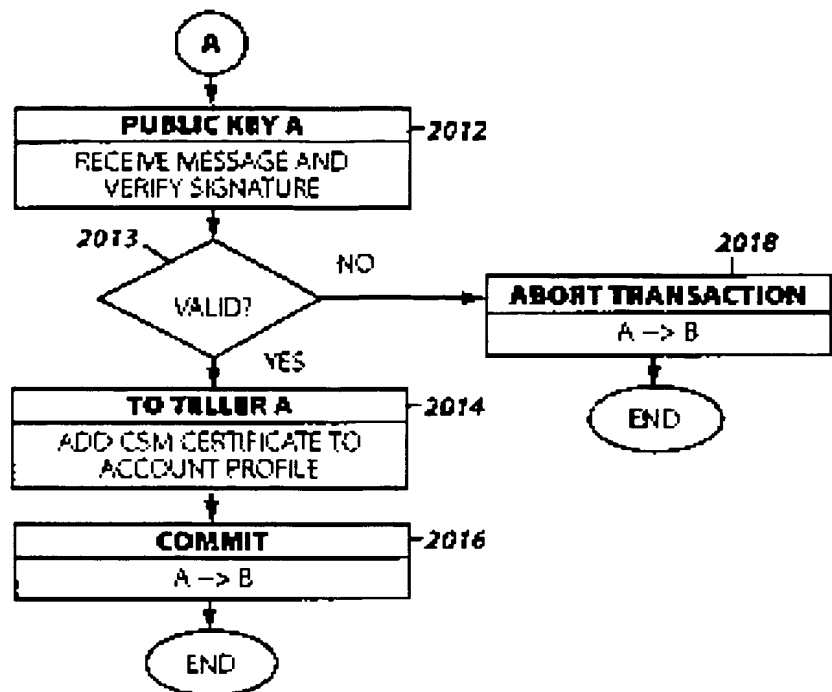 A
PUBLIC KEY A
2012
RECEIVE MESSAGE AND
VERIFY SIGNATURE
2013
VALID?
NO
YES
2018
ABORT TRANSACTION
A -> B
END
TO TELLER A
2014
ADD CSM CERTIFICATE TO
ACCOUNT PROFILE
COMMIT
2016
A -> B
END